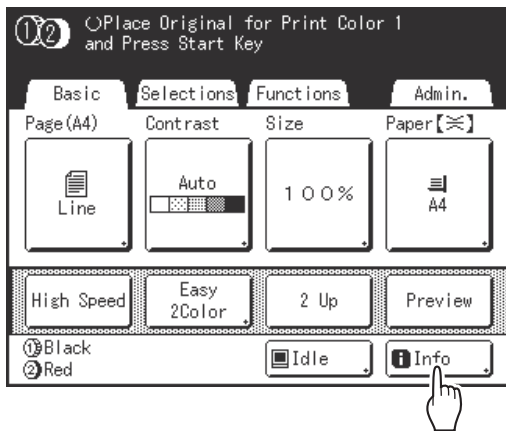 ①② ○Place Original for Print Color 1
and Press Start Key
Basic Selections Functions Admin.
Page(A4) Contrast Size Paper【≍】
Line Auto 100% A4
High Speed Easy 2Color 2 Up Preview
①Black
②Red
Idle Info